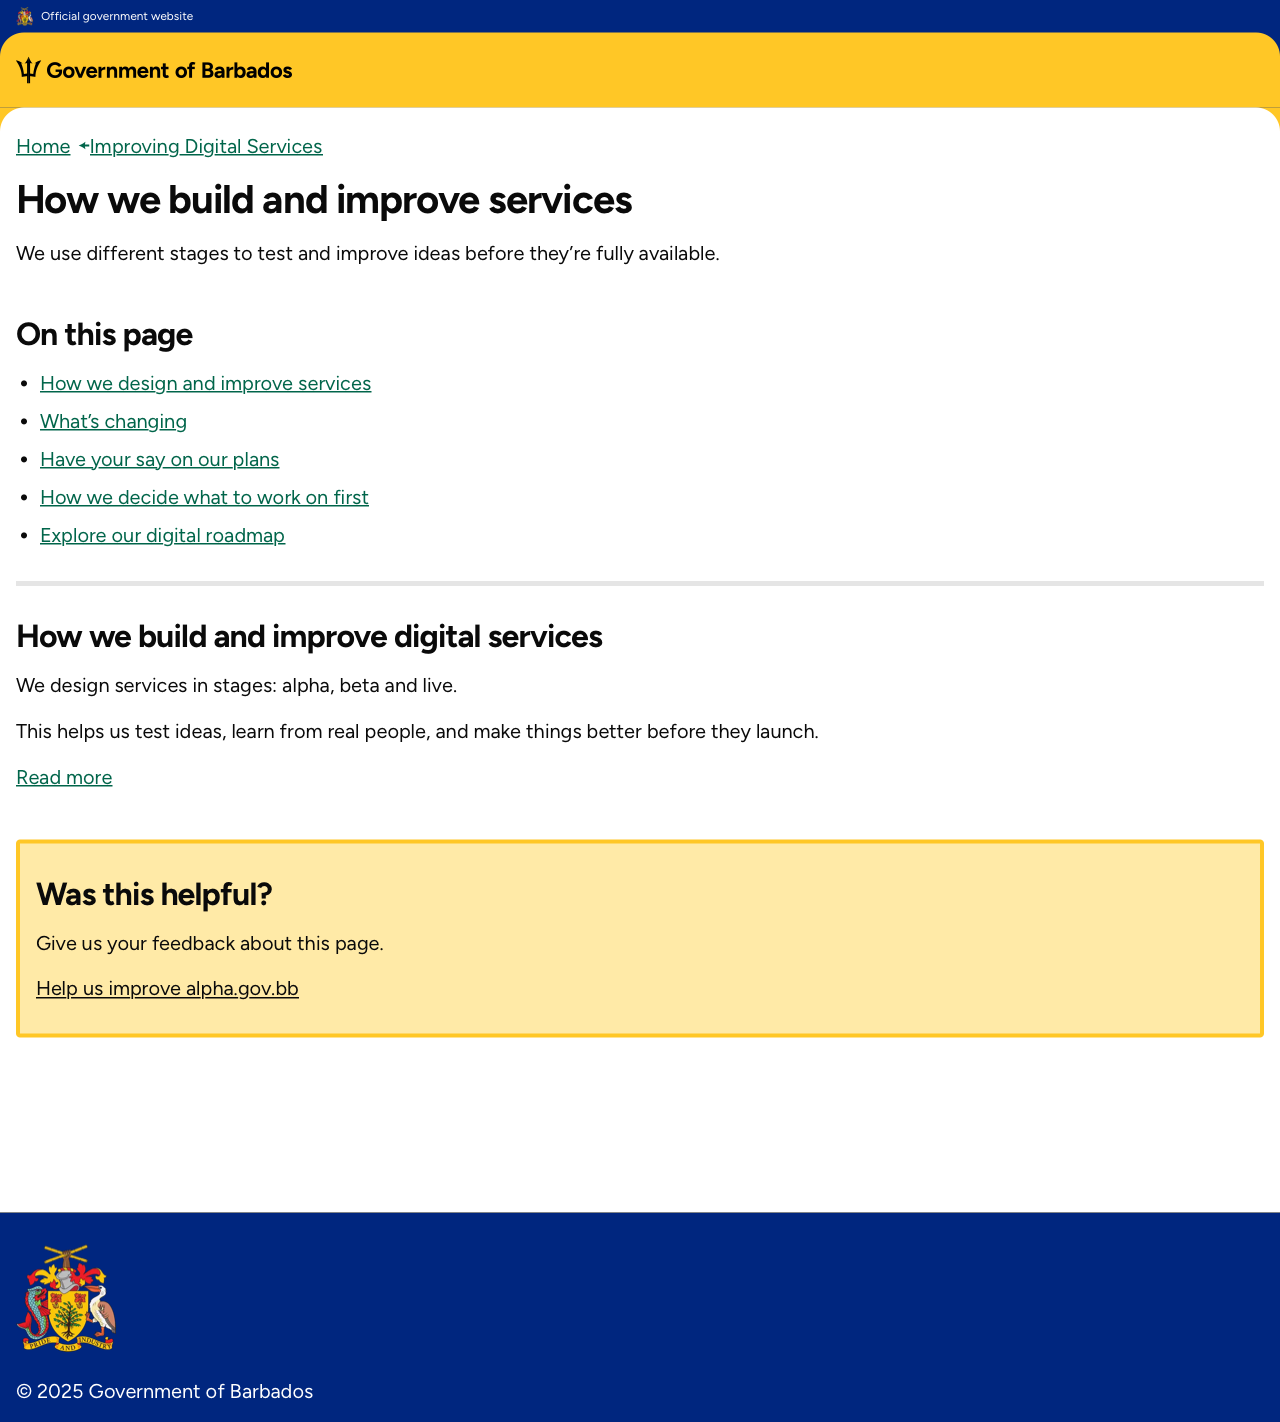 Official government website
Government of Barbados
Home Improving Digital Services
How we build and improve services
We use different stages to test and improve ideas before they’re fully available.
On this page
How we design and improve services
What’s changing
Have your say on our plans
How we decide what to work on first
Explore our digital roadmap
How we build and improve digital services
We design services in stages: alpha, beta and live.
This helps us test ideas, learn from real people, and make things better before they launch.
Read more
Was this helpful?
Give us your feedback about this page.
Help us improve alpha.gov.bb
PRIDE AND INDUSTRY
© 2025 Government of Barbados